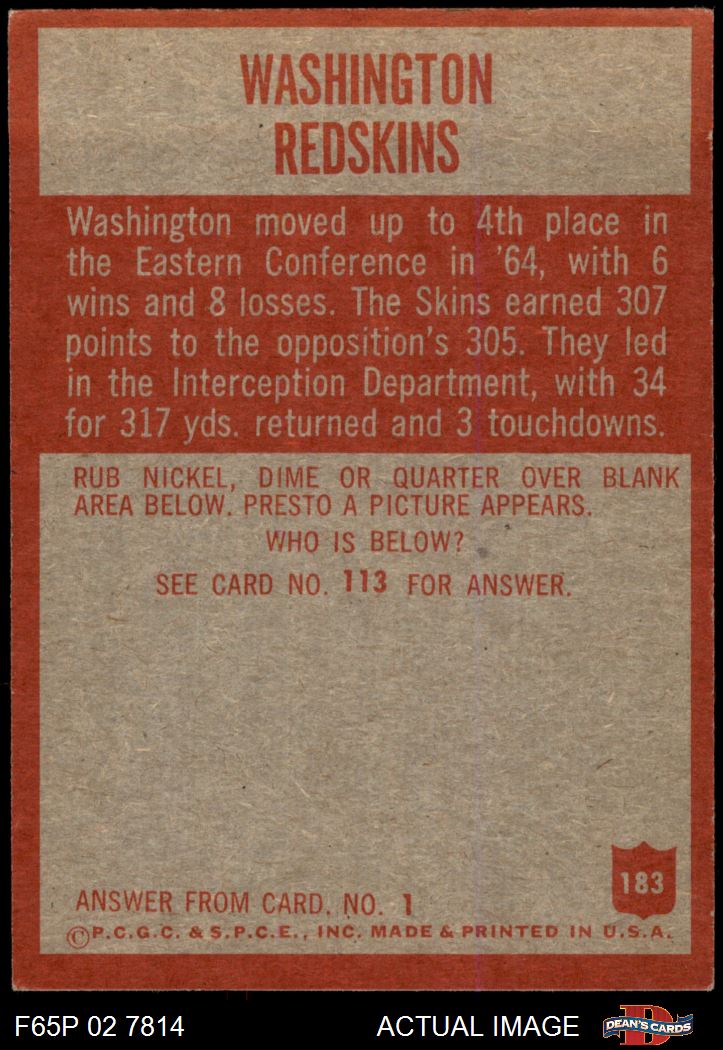 WASHINGTON
REDSKINS
Washington moved up to 4th place in
the Eastern Conference in '64, with 6
wins and 8 losses. The Skins earned 307
points to the opposition's 305. They led
in the Interception Department, with 34
for 317 yds. returned and 3 touchdowns.
RUB NICKEL, DIME OR QUARTER OVER BLANK
AREA BELOW. PRESTO A PICTURE APPEARS.
WHO IS BELOW?
SEE CARD NO. 113 FOR ANSWER.
183
ANSWER FROM CARD. NO. 1
©P.C.G.C. & S.P.C.E., INC. MADE & PRINTED IN U.S.A.
F65P 02 7814 ACTUAL IMAGE D DEAN'S CARDS